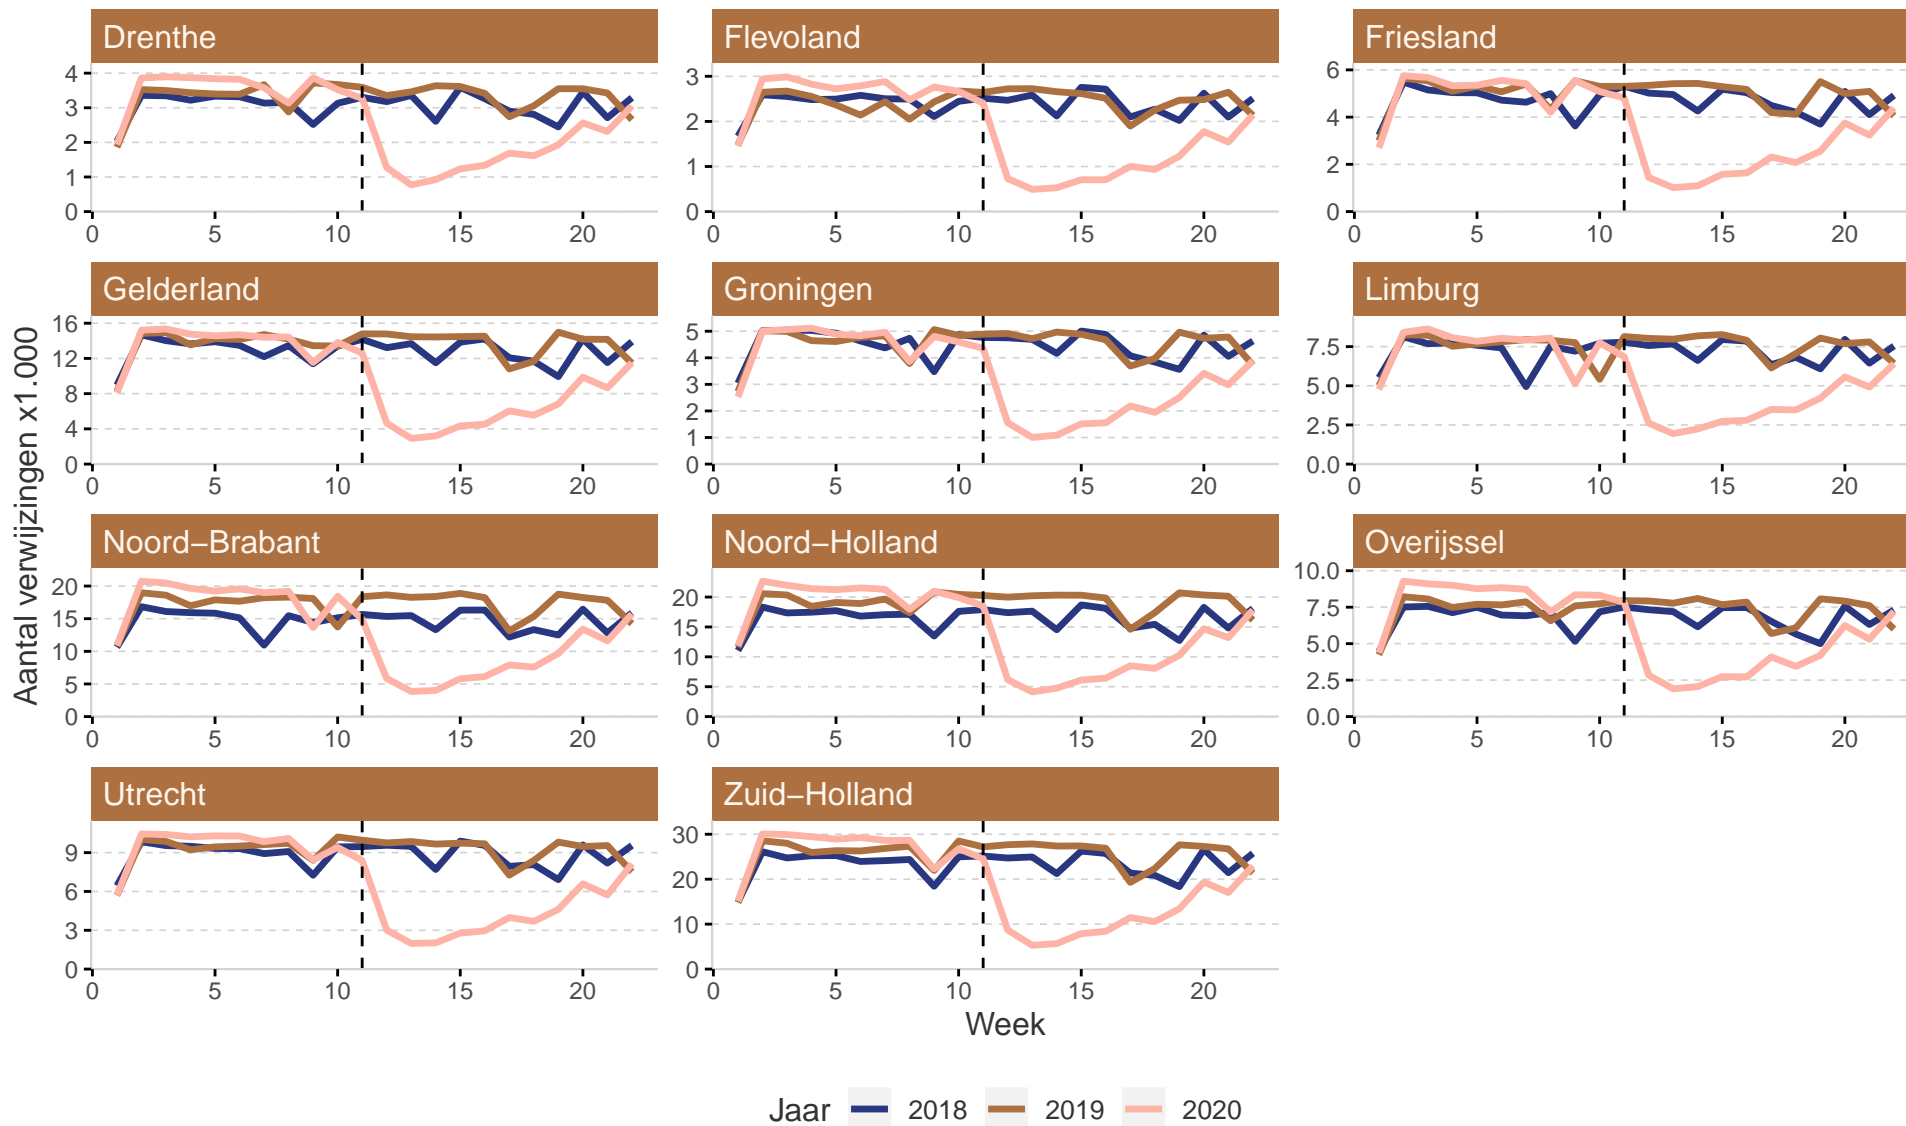 Drenthe
4
3
2
1
0
0 5 10 15 20
Flevoland
3
2
1
0
0 5 10 15 20
Friesland
6
4
2
0
0 5 10 15 20
Gelderland
16
12
8
4
0
0 5 10 15 20
Groningen
5
4
3
2
1
0
0 5 10 15 20
Limburg
7.5
5.0
2.5
0.0
0 5 10 15 20
Noord−Brabant
20
15
10
5
0
0 5 10 15 20
Noord−Holland
20
15
10
5
0
0 5 10 15 20
Overijssel
10.0
7.5
5.0
2.5
0.0
0 5 10 15 20
Utrecht
9
6
3
0
0 5 10 15 20
Zuid−Holland
30
20
10
0
0 5 10 15 20
Aantal verwijzingen x1.000
Week
Jaar 2018 2019 2020